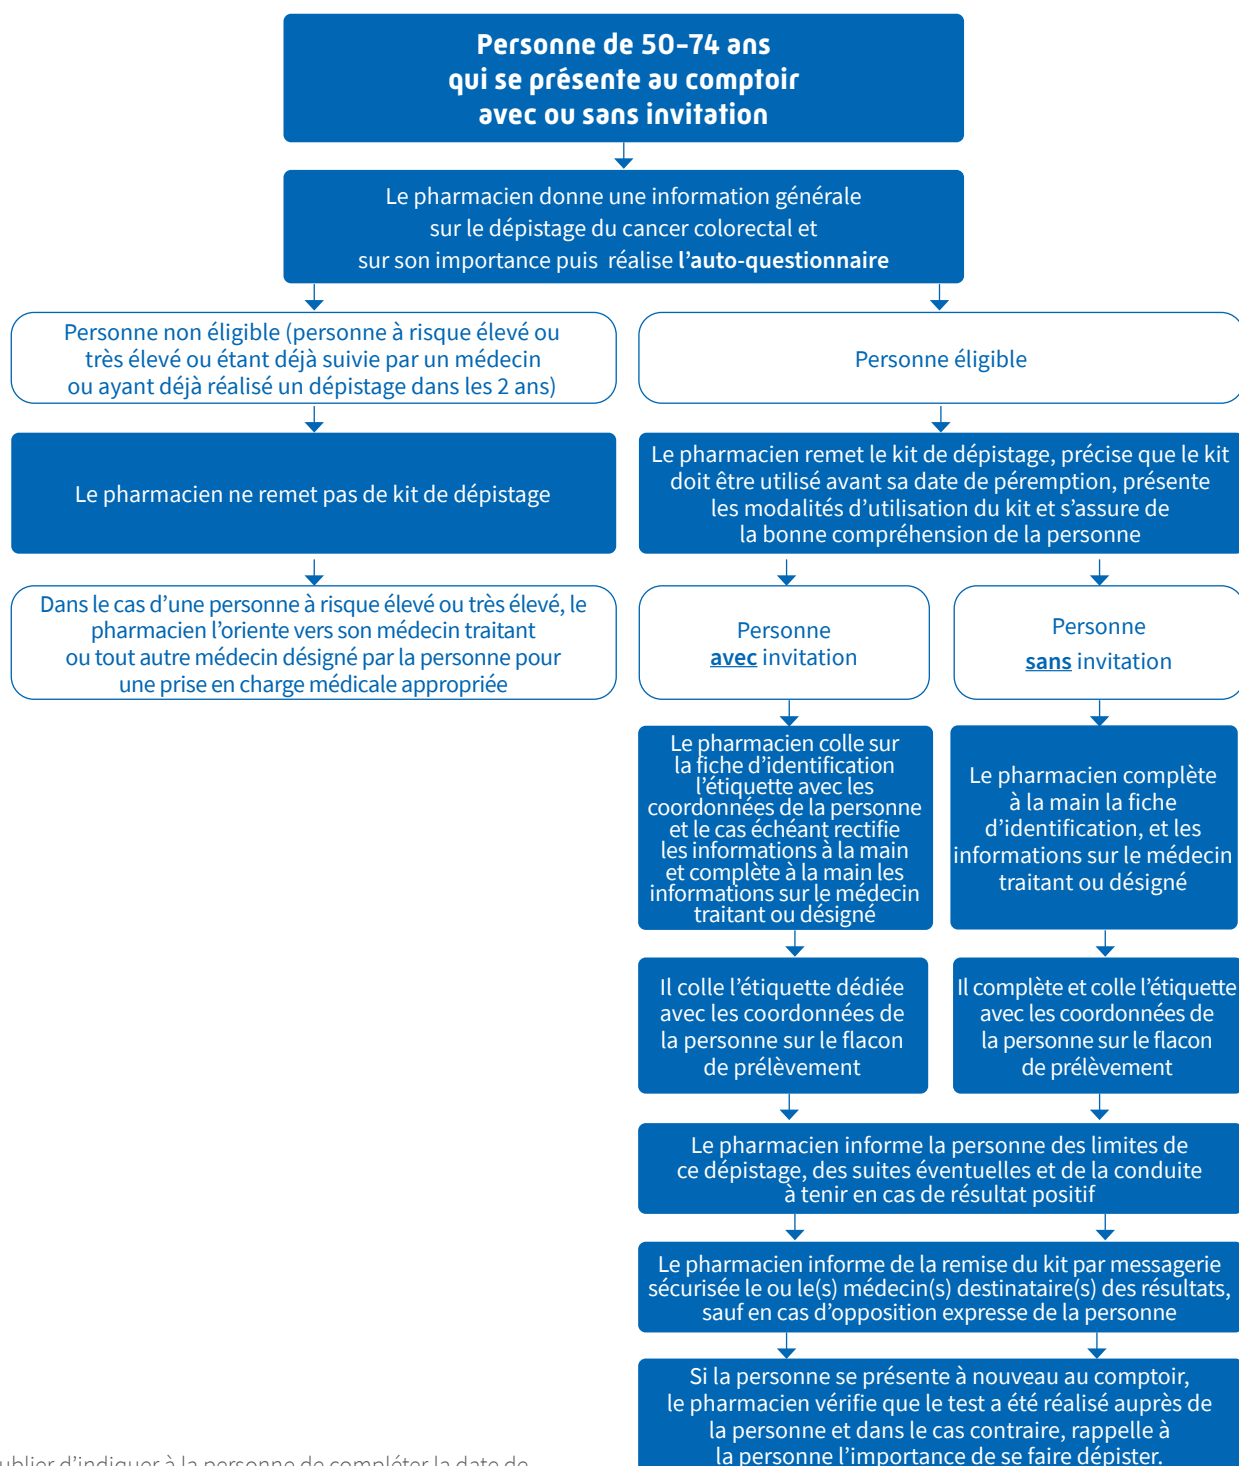 Personne de 50-74 ans
qui se présente au comptoir
avec ou sans invitation
Le pharmacien donne une information générale
sur le dépistage du cancer colorectal et
sur son importance puis réalise l'auto-questionnaire
Personne non éligible (personne à risque élevé ou
très élevé ou étant déjà suivie par un médecin
ou ayant déjà réalisé un dépistage dans les 2 ans)
Personne éligible
Le pharmacien ne remet pas de kit de dépistage
Le pharmacien remet le kit de dépistage, précise que le kit
doit être utilisé avant sa date de péremption, présente
les modalités d'utilisation du kit et s'assure de
la bonne compréhension de la personne
Dans le cas d'une personne à risque élevé ou très élevé, le
pharmacien l'oriente vers son médecin traitant
ou tout autre médecin désigné par la personne pour
une prise en charge médicale appropriée
Personne
avec invitation
Personne
sans invitation
Le pharmacien colle sur
la fiche d'identification
l'étiquette avec les
coordonnées de la personne
et le cas échéant rectifie
les informations à la main
et complète à la main les
informations sur le médecin
traitant ou désigné
Le pharmacien complète
à la main la fiche
d'identification, et les
informations sur le médecin
traitant ou désigné
Il colle l'étiquette dédiée
avec les coordonnées de
la personne sur le flacon
de prélèvement
Il complète et colle l'étiquette
avec les coordonnées de
la personne sur le flacon
de prélèvement
Le pharmacien informe la personne des limites de
ce dépistage, des suites éventuelles et de la conduite
à tenir en cas de résultat positif
Le pharmacien informe de la remise du kit par messagerie
sécurisée le ou le(s) médecin(s) destinataire(s) des résultats,
sauf en cas d'opposition expresse de la personne
Si la personne se présente à nouveau au comptoir,
le pharmacien vérifie que le test a été réalisé auprès de
la personne et dans le cas contraire, rappelle à
la personne l'importance de se faire dépister.
ublier d'indiquer à la personne de compléter la date de